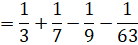 = 1/3 + 1/7 − 1/9 − 1/63